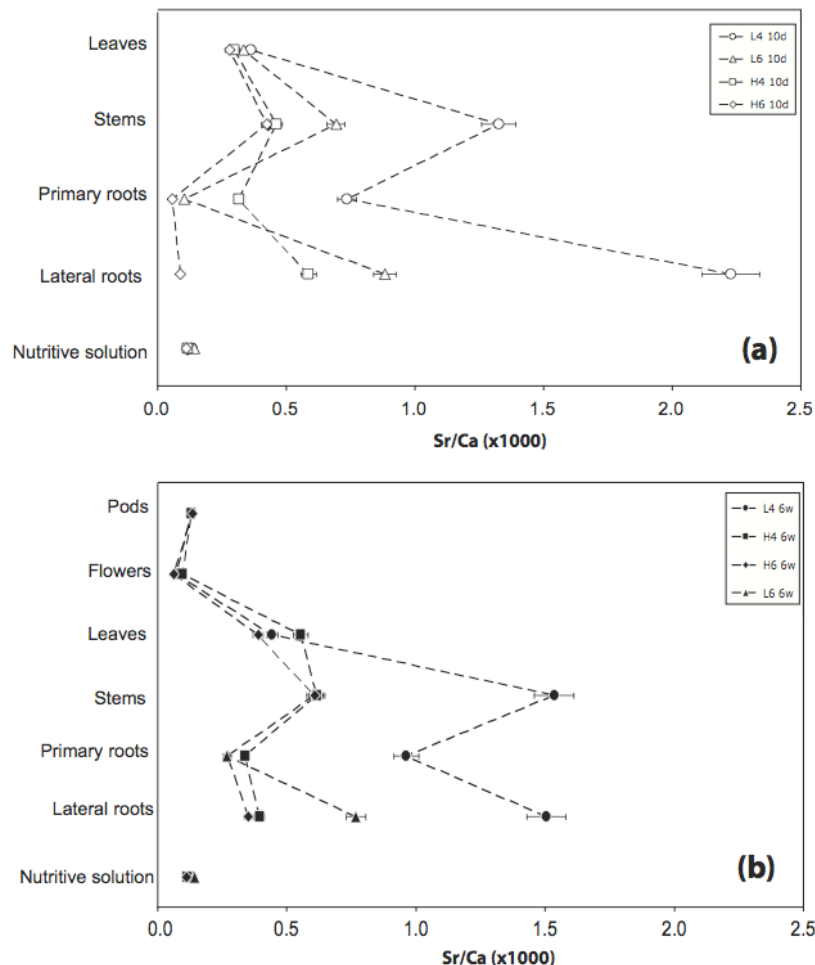 Leaves
Stems
Primary roots
Lateral roots
Nutritive solution
L4 10d
L6 10d
H4 10d
H6 10d
(a)
0.0 0.5 1.0 1.5 2.0 2.5
Sr/Ca (x1000)
Pods
Flowers
Leaves
Stems
Primary roots
Lateral roots
Nutritive solution
L4 6w
H4 6w
H6 6w
L6 6w
(b)
0.0 0.5 1.0 1.5 2.0 2.5
Sr/Ca (x1000)